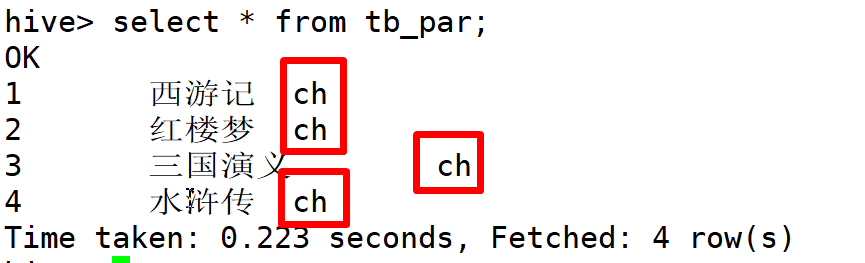 hive> select * from tb_par;
OK
1 西游记 ch
2 红楼梦 ch
3 三国演义 ch
4 水浒传 ch
Time taken: 0.223 seconds, Fetched: 4 row(s)